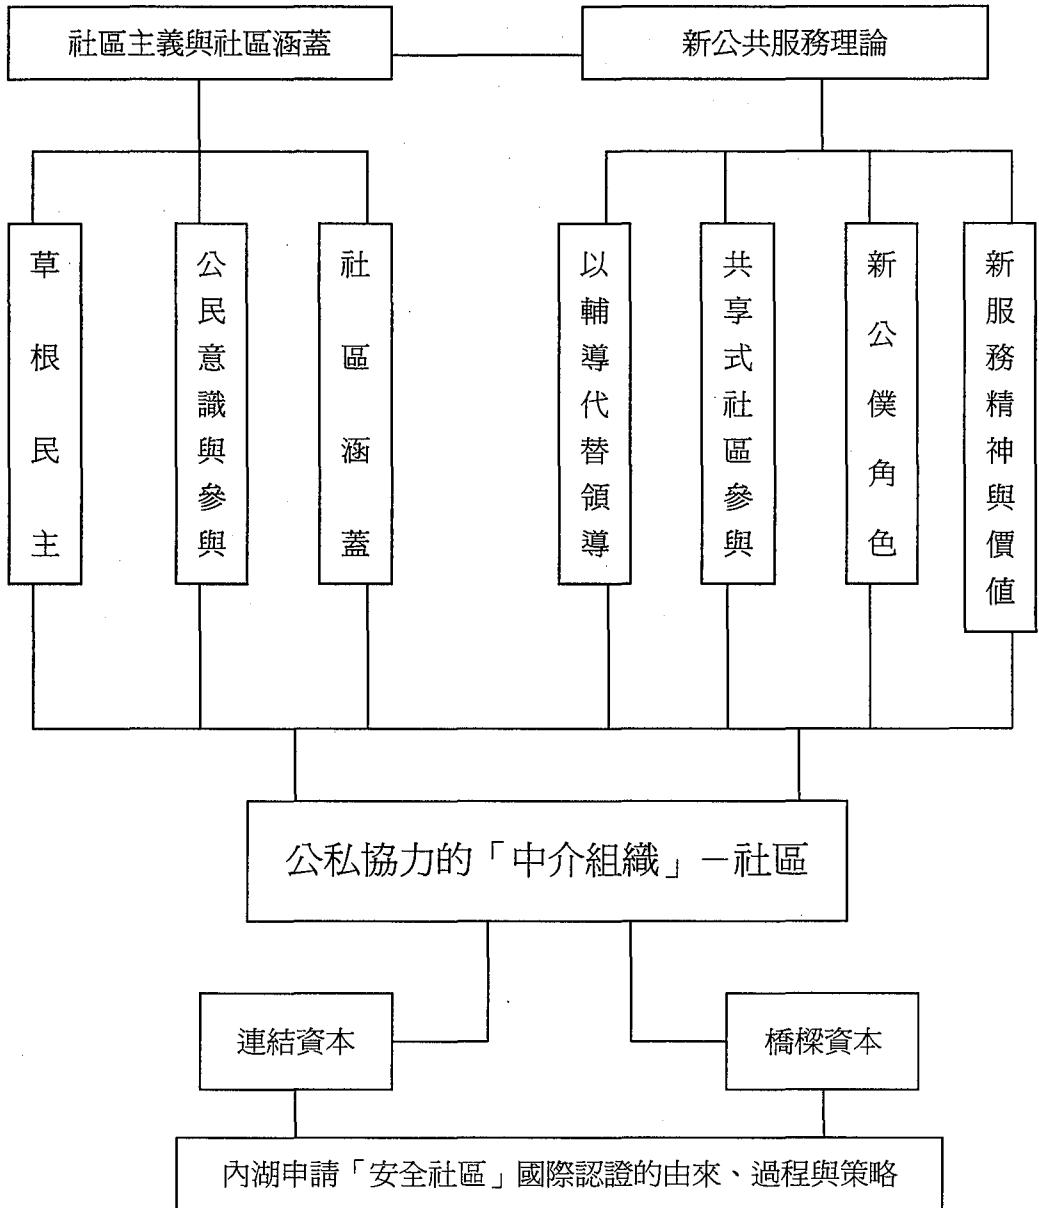 社區主義與社區涵蓋
新公共服務理論
草根民主
公民意識與參與
社區涵蓋
以輔導代替領導
共享式社區參與
新公僕角色
新服務精神與價值
公私協力的「中介組織」－社區
連結資本
橋樑資本
內湖申請「安全社區」國際認證的由來、過程與策略